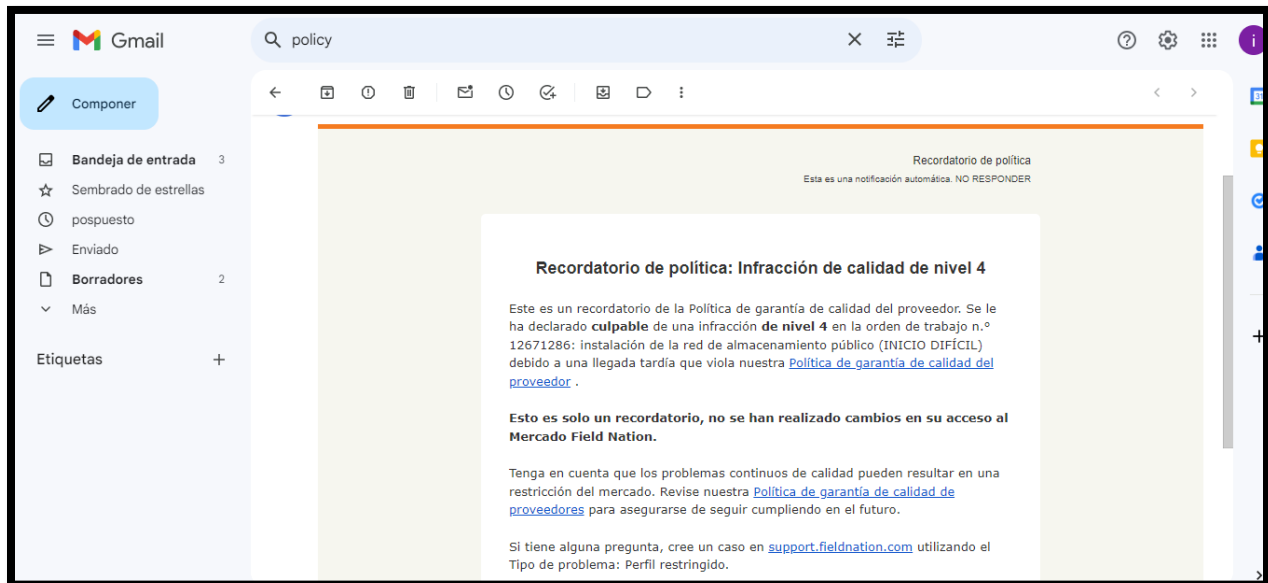 Gmail
policy
Componer
Bandeja de entrada 3
Sembrado de estrellas
pospuesto
Enviado
Borradores 2
Más
Etiquetas
i
31
Recordatorio de política
Esta es una notificación automática. NO RESPONDER
Recordatorio de política: Infracción de calidad de nivel 4
Este es un recordatorio de la Política de garantía de calidad del proveedor. Se le
ha declarado culpable de una infracción de nivel 4 en la orden de trabajo n.°
12671286: instalación de la red de almacenamiento público (INICIO DIFÍCIL)
debido a una llegada tardía que viola nuestra Política de garantía de calidad del
proveedor .
Esto es solo un recordatorio, no se han realizado cambios en su acceso al
Mercado Field Nation.
Tenga en cuenta que los problemas continuos de calidad pueden resultar en una
restricción del mercado. Revise nuestra Política de garantía de calidad de
proveedores para asegurarse de seguir cumpliendo en el futuro.
Si tiene alguna pregunta, cree un caso en support.fieldnation.com utilizando el
Tipo de problema: Perfil restringido.